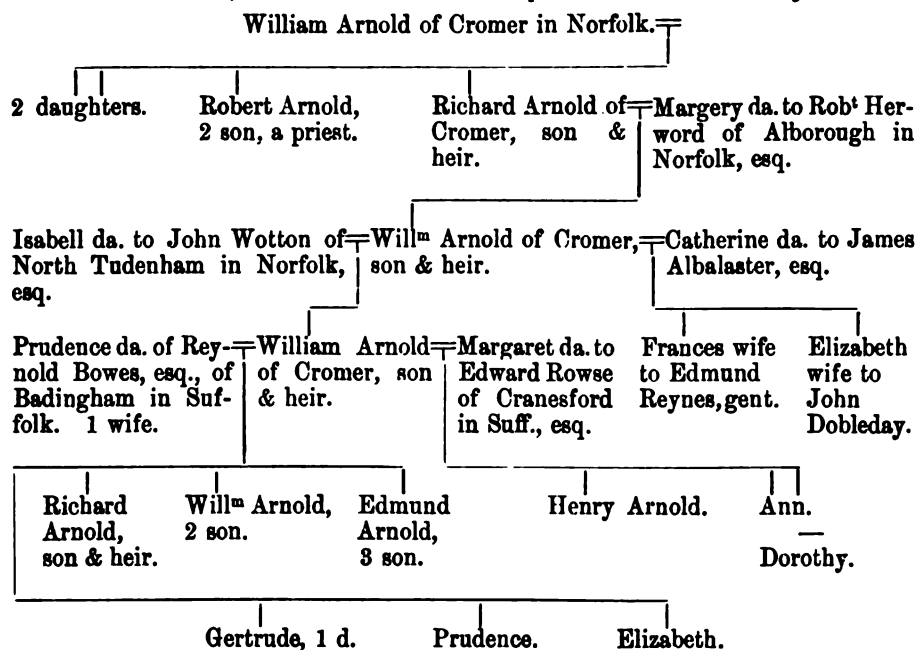 William Arnold of Cromer in Norfolk.
2 daughters.
Robert Arnold,
2 son, a priest.
Richard Arnold of
Cromer, son &
heir.
Margery da. to Robᵗ Her-
word of Alborough in
Norfolk, esq.
Isabell da. to John Wotton of
North Tudenham in Norfolk,
esq.
Willᵐ Arnold of Cromer,
son & heir.
Catherine da. to James
Albalaster, esq.
Prudence da. of Rey-
nold Bowes, esq., of
Badingham in Suf-
folk. 1 wife.
William Arnold
of Cromer, son
& heir.
Margaret da. to
Edward Rowse
of Cranesford
in Suff., esq.
Frances wife
to Edmund
Reynes, gent.
Elizabeth
wife to
John
Dobleday.
Richard
Arnold,
son & heir.
Willᵐ Arnold,
2 son.
Edmund
Arnold,
3 son.
Henry Arnold.
Ann.
—
Dorothy.
Gertrude, 1 d.
Prudence.
Elizabeth.